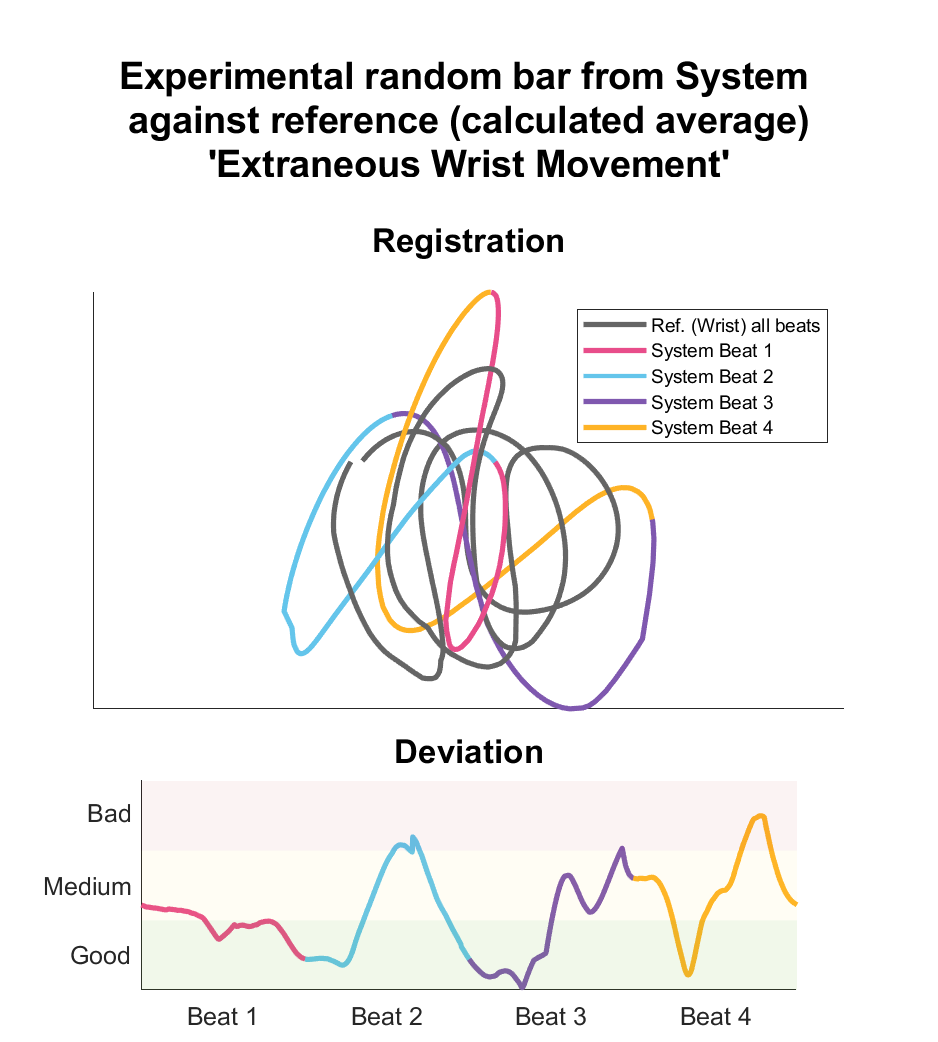 Experimental random bar from System
against reference (calculated average)
'Extraneous Wrist Movement'
Registration
Ref. (Wrist) all beats
System Beat 1
System Beat 2
System Beat 3
System Beat 4
Deviation
Bad
Medium
Good
Beat 1 Beat 2 Beat 3 Beat 4